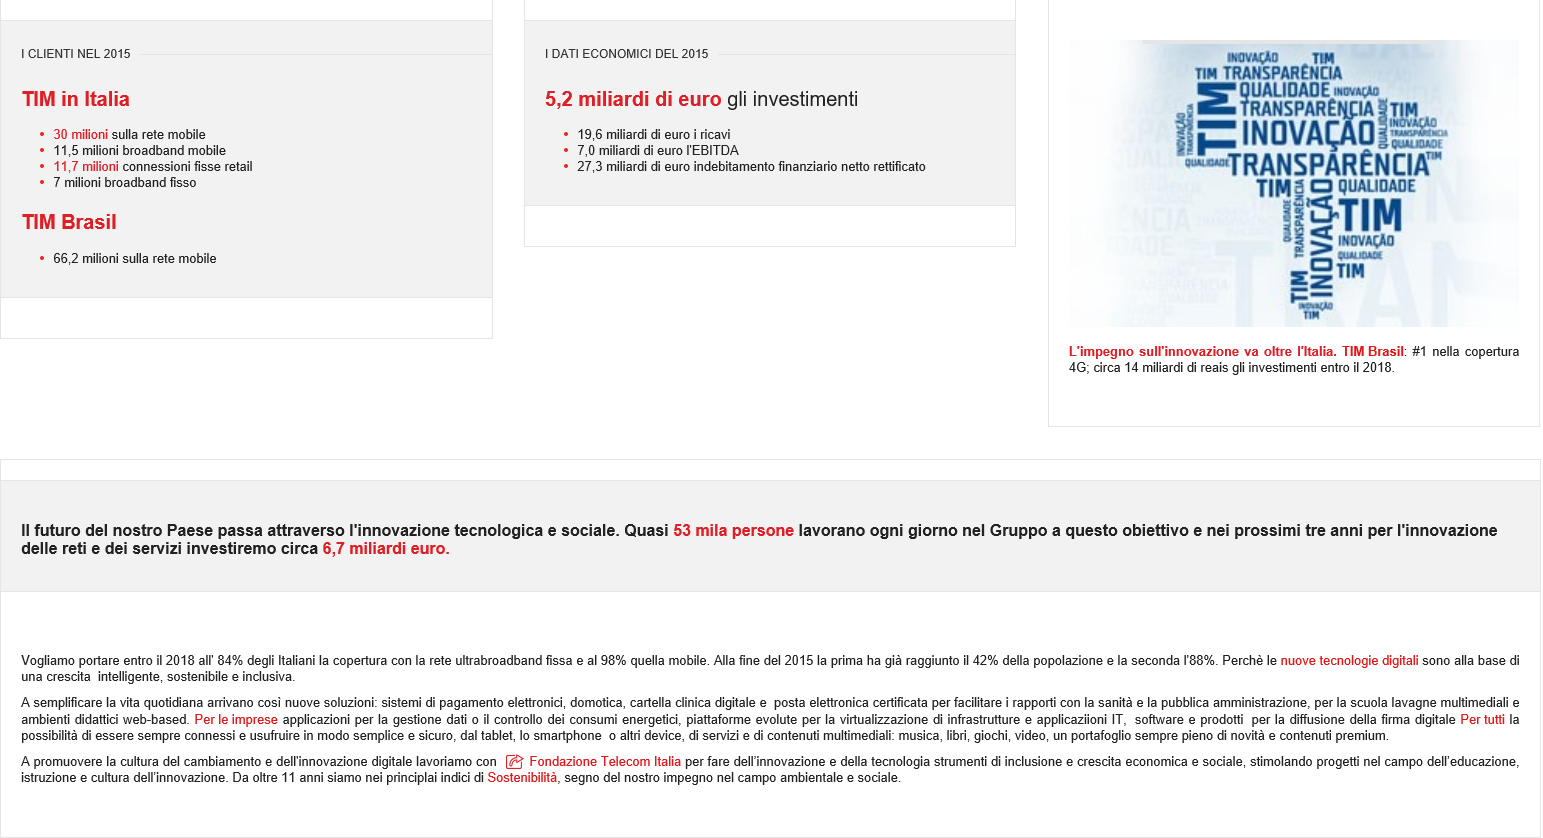 I CLIENTI NEL 2015
TIM in Italia
30 milioni sulla rete mobile
11,5 milioni broadband mobile
11,7 milioni connessioni fisse retail
7 milioni broadband fisso
TIM Brasil
66,2 milioni sulla rete mobile
I DATI ECONOMICI DEL 2015
5,2 miliardi di euro gli investimenti
19,6 miliardi di euro i ricavi
7,0 miliardi di euro l'EBITDA
27,3 miliardi di euro indebitamento finanziario netto rettificato
INOVAÇÃO TIM
TIM TRANSPARÊNCIA
QUALIDADE INOVAÇÃO
TIM TRANSPARÊNCIA TIM
INOVAÇÃO TRANSPARÊNCIA INOVAÇÃO QUALIDADE INOVAÇÃO
TRANSPARÊNCIA
QUALIDADE TRANSPARÊNCIA TIM
TIM QUALIDADE
QUALIDADE TRANSPARÊNCIA INOVAÇÃO TIM
INOVAÇÃO
QUALIDADE
TIM INOVAÇÃO TIM
INOVAÇÃO
TIM
L'impegno sull'innovazione va oltre l'Italia. TIM Brasil: #1 nella copertura
4G; circa 14 miliardi di reais gli investimenti entro il 2018.
Il futuro del nostro Paese passa attraverso l'innovazione tecnologica e sociale. Quasi 53 mila persone lavorano ogni giorno nel Gruppo a questo obiettivo e nei prossimi tre anni per l'innovazione
delle reti e dei servizi investiremo circa 6,7 miliardi euro.
Vogliamo portare entro il 2018 all' 84% degli Italiani la copertura con la rete ultrabroadband fissa e al 98% quella mobile. Alla fine del 2015 la prima ha già raggiunto il 42% della popolazione e la seconda l'88%. Perchè le nuove tecnologie digitali sono alla base di
una crescita intelligente, sostenibile e inclusiva.
A semplificare la vita quotidiana arrivano così nuove soluzioni: sistemi di pagamento elettronici, domotica, cartella clinica digitale e posta elettronica certificata per facilitare i rapporti con la sanità e la pubblica amministrazione, per la scuola lavagne multimediali e
ambienti didattici web-based. Per le imprese applicazioni per la gestione dati o il controllo dei consumi energetici, piattaforme evolute per la virtualizzazione di infrastrutture e applicaziioni IT, software e prodotti per la diffusione della firma digitale Per tutti la
possibilità di essere sempre connessi e usufruire in modo semplice e sicuro, dal tablet, lo smartphone o altri device, di servizi e di contenuti multimediali: musica, libri, giochi, video, un portafoglio sempre pieno di novità e contenuti premium.
A promuovere la cultura del cambiamento e dell'innovazione digitale lavoriamo con Fondazione Telecom Italia per fare dell'innovazione e della tecnologia strumenti di inclusione e crescita economica e sociale, stimolando progetti nel campo dell'educazione,
istruzione e cultura dell'innovazione. Da oltre 11 anni siamo nei principlai indici di Sostenibilità, segno del nostro impegno nel campo ambientale e sociale.